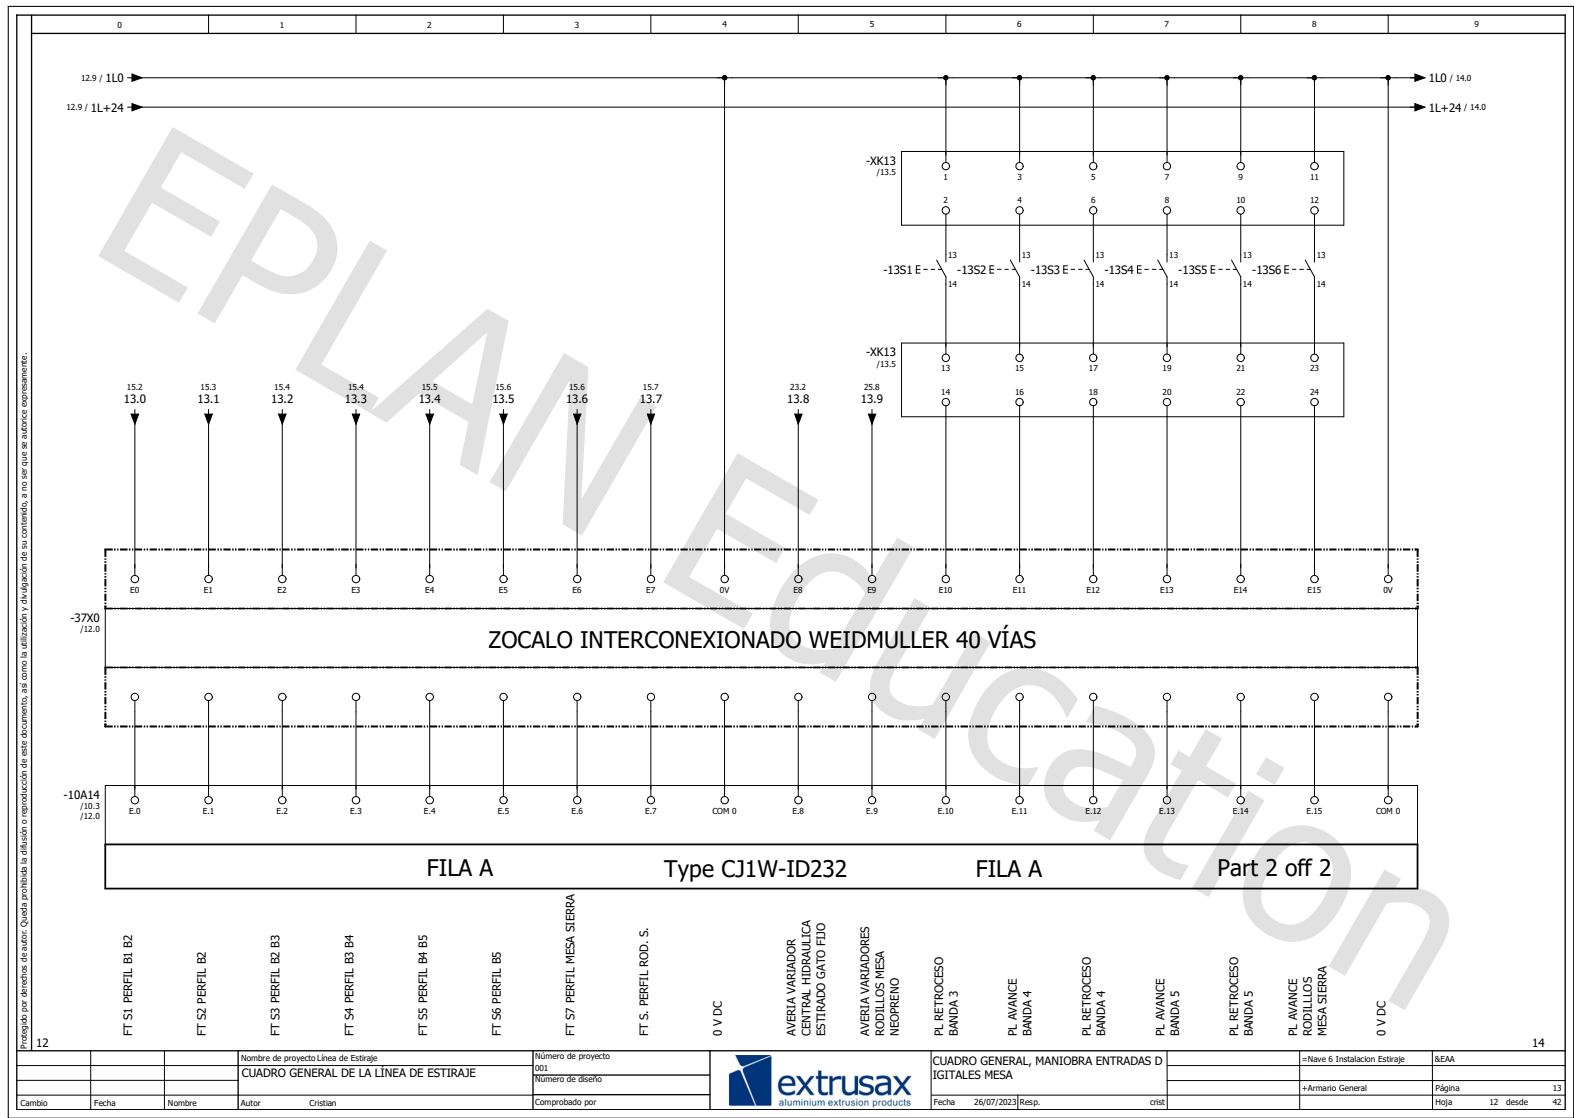 0 1 2 3 4 5 6 7 8 9
12.9 / 1L0 1L0 / 14.0
12.9 / 1L+24 1L+24 / 14.0
-XK13
/13.5
1 3 5 7 9 11
2 4 6 8 10 12
13 13 13 13 13 13
-13S1 E -13S2 E -13S3 E -13S4 E -13S5 E -13S6 E
14 14 14 14 14 14
-XK13
/13.5
13 15 17 19 21 23
14 16 18 20 22 24
15.2 15.3 15.4 15.4 15.5 15.6 15.6 15.7 23.2 25.8
13.0 13.1 13.2 13.3 13.4 13.5 13.6 13.7 13.8 13.9
E0 E1 E2 E3 E4 E5 E6 E7 0V E8 E9 E10 E11 E12 E13 E14 E15 0V
-37X0
/12.0
ZOCALO INTERCONEXIONADO WEIDMULLER 40 VÍAS
-10A14
/10.3
/12.0
E.0 E.1 E.2 E.3 E.4 E.5 E.6 E.7 COM 0 E.8 E.9 E.10 E.11 E.12 E.13 E.14 E.15 COM 0
FILA A Type CJ1W-ID232 FILA A Part 2 off 2
FT S1 PERFIL B1 B2
FT S2 PERFIL B2
FT S3 PERFIL B2 B3
FT S4 PERFIL B3 B4
FT S5 PERFIL B4 B5
FT S6 PERFIL B5
FT S7 PERFIL MESA SIERRA
FT S. PERFIL ROD. S.
0 V DC
AVERIA VARIADOR
CENTRAL HIDRAULICA
ESTIRADO GATO FIJO
AVERIA VARIADORES
RODILLOS MESA
NEOPRENO
PL RETROCESO
BANDA 3
PL AVANCE
BANDA 4
PL RETROCESO
BANDA 4
PL AVANCE
BANDA 5
PL RETROCESO
BANDA 5
PL AVANCE
RODILLLOS
MESA SIERRA
0 V DC
EPLAN Education
Protegido por derechos de autor. Queda prohibida la difusión o reproducción de este documento, así como la utilización y divulgación de su contenido, a no ser que se autorice expresamente.
12 14
Nombre de proyecto Línea de Estiraje
CUADRO GENERAL DE LA LÍNEA DE ESTIRAJE
Número de proyecto
001
Número de diseño
Comprobado por
Cambio Fecha Nombre Autor Cristian
extrusax
aluminium extrusion products
CUADRO GENERAL, MANIOBRA ENTRADAS D
IGITALES MESA
Fecha 26/07/2023 Resp. crist
=Nave 6 Instalacion Estiraje &EAA
+Armario General Página 13
Hoja 12 desde 42